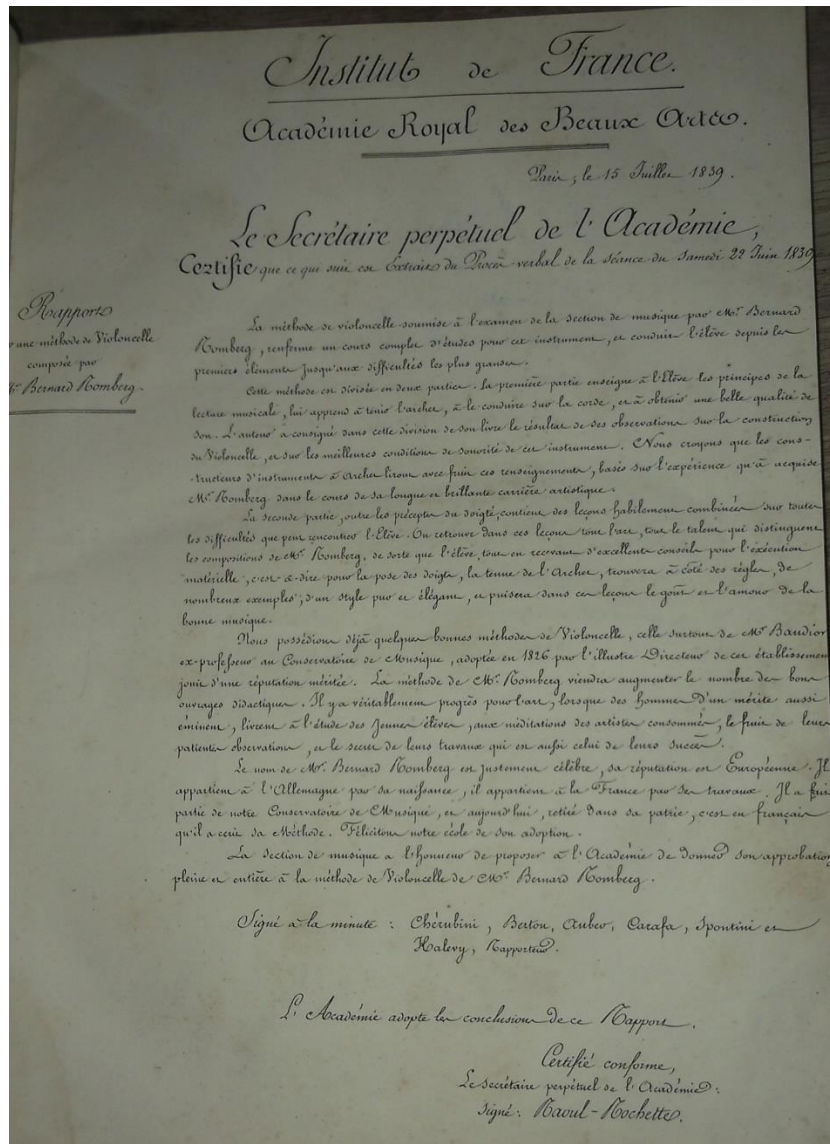 Institut de France.
Académie Royal des Beaux Arts.
Paris, le 15 Juillet 1839.
Le Secrétaire perpétuel de l'Académie,
Certifie que ce qui suit est Extrait du Procès-verbal de la séance du Samedi 22 Juin 1839
Rapport
une méthode de Violoncelle
composée par
Mr. Bernard Romberg.
La méthode de violoncelle soumise à l'examen de la section de musique par Mr. Bernard
Romberg, renferme un cours complet d'études pour cet instrument, et conduit l'élève depuis les
premiers éléments jusqu'aux difficultés les plus grandes.
Cette méthode est divisée en deux parties. La première partie enseigne à l'Elève les principes de la
lecture musicale, lui apprend à tenir l'archet, à le conduire sur la corde, et à obtenir une belle qualité de
son. L'auteur a consigné dans cette division de son livre le résultat de ses observations sur la construction
du Violoncelle, et sur les meilleures conditions de sonorité de cet instrument. Nous croyons que les cons-
tructeurs d'instruments à Archet liront avec fruit ces renseignements, basés sur l'expérience qu'a acquise
Mr. Romberg dans le cours de sa longue et brillante carrière artistique.
La seconde partie, outre les préceptes du doigté, contient des leçons habilement combinées sur toutes
les difficultés que peut rencontrer l'Elève. On retrouve dans ces leçons tout l'art, tout le talent qui distinguent
les compositions de Mr. Romberg, de sorte que l'élève, tout en recevant d'excellents conseils pour l'éxécution
matérielle, c'est-à-dire pour la pose des doigts, la tenue de l'Archet, trouvera à côté des régles, de
nombreux exemples, d'un style pur et élégant, et puisera dans ces leçons le goût et l'amour de la
bonne musique.
Nous possédions déjà quelques bonnes méthodes de Violoncelle, celle surtout de Mr. Baudiot
ex-professeur au Conservatoire de Musique, adoptée en 1826 par l'illustre Directeur de cet établissement
jouit d'une réputation méritée. La méthode de Mr. Romberg viendra augmenter le nombre des bons
ouvrages didactiques. Il y a véritablement progrès pour l'art, lorsque des hommes d'un mérite aussi
éminent, livrent à l'étude des Jeunes élèves, aux méditations des artistes consommés, le fruit de leurs
patientes observations, et le secret de leurs travaux qui est aussi celui de leurs succès.
Le nom de Mr. Bernard Romberg est justement célèbre, sa réputation est Européenne. Il
appartient à l'Allemagne par sa naissance, il appartient à la France par ses travaux. Il a fait
partie de notre Conservatoire de Musique, et aujourd'hui, retiré dans sa patrie, c'est en français
qu'il a écrit sa Méthode. Félicitons notre école de son adoption.
La section de musique a l'honneur de proposer à l'Académie de donner son approbation
pleine et entière à la méthode de Violoncelle de Mr. Bernard Romberg.
Signé à la minute : Chérubini, Berton, Auber, Carafa, Spontini et
Halevy, Rapporteur.
L'Académie adopte les conclusions de ce Rapport.
Certifié conforme,
Le secrétaire perpétuel de l'Académie :
Signé : Raoul-Rochette.